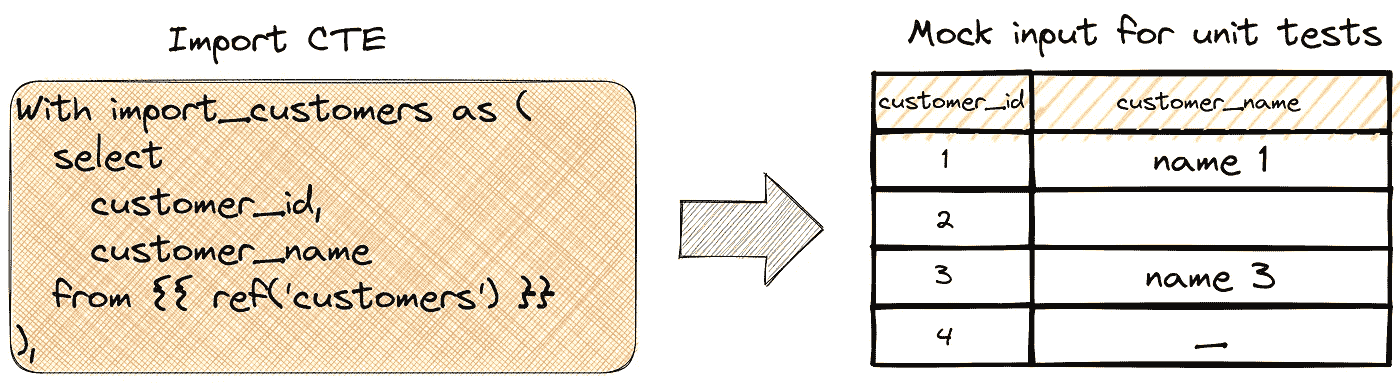 Import CTE
With import_customers as (
select
customer_id,
customer_name
from {{ ref('customers') }}
),
Mock input for unit tests
customer_id customer_name
1 name 1
2
3 name 3
4 _